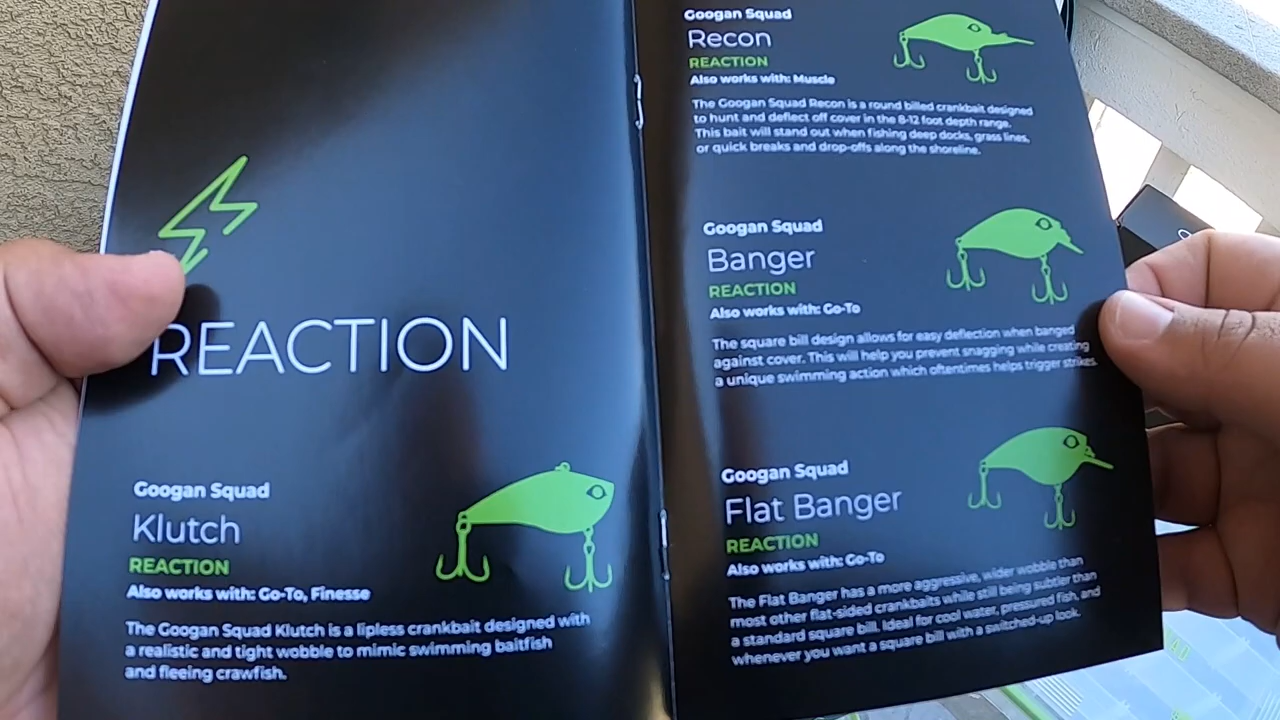 REACTION
Googan Squad
Klutch
REACTION
Also works with: Go-To, Finesse
The Googan Squad Klutch is a lipless crankbait designed with
a realistic and tight wobble to mimic swimming baitfish
and fleeing crawfish.
Googan Squad
Recon
REACTION
Also works with: Muscle
The Googan Squad Recon is a round billed crankbait designed
to hunt and deflect off cover in the 8-12 foot depth range.
This bait will stand out when fishing deep docks, grass lines,
or quick breaks and drop-offs along the shoreline.
Googan Squad
Banger
REACTION
Also works with: Go-To
The square bill design allows for easy deflection when banged
against cover. This will help you prevent snagging while creating
a unique swimming action which oftentimes helps trigger strikes.
Googan Squad
Flat Banger
REACTION
Also works with: Go-To
The Flat Banger has a more aggressive, wider wobble than
most other flat-sided crankbaits while still being subtler than
a standard square bill. Ideal for cool water, pressured fish, and
whenever you want a square bill with a switched-up look.